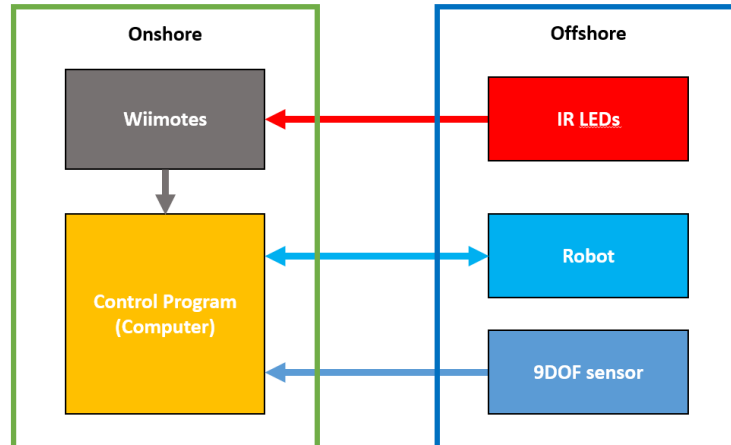 Onshore
Offshore
Wiimotes
IR LEDs
Control Program
(Computer)
Robot
9DOF sensor